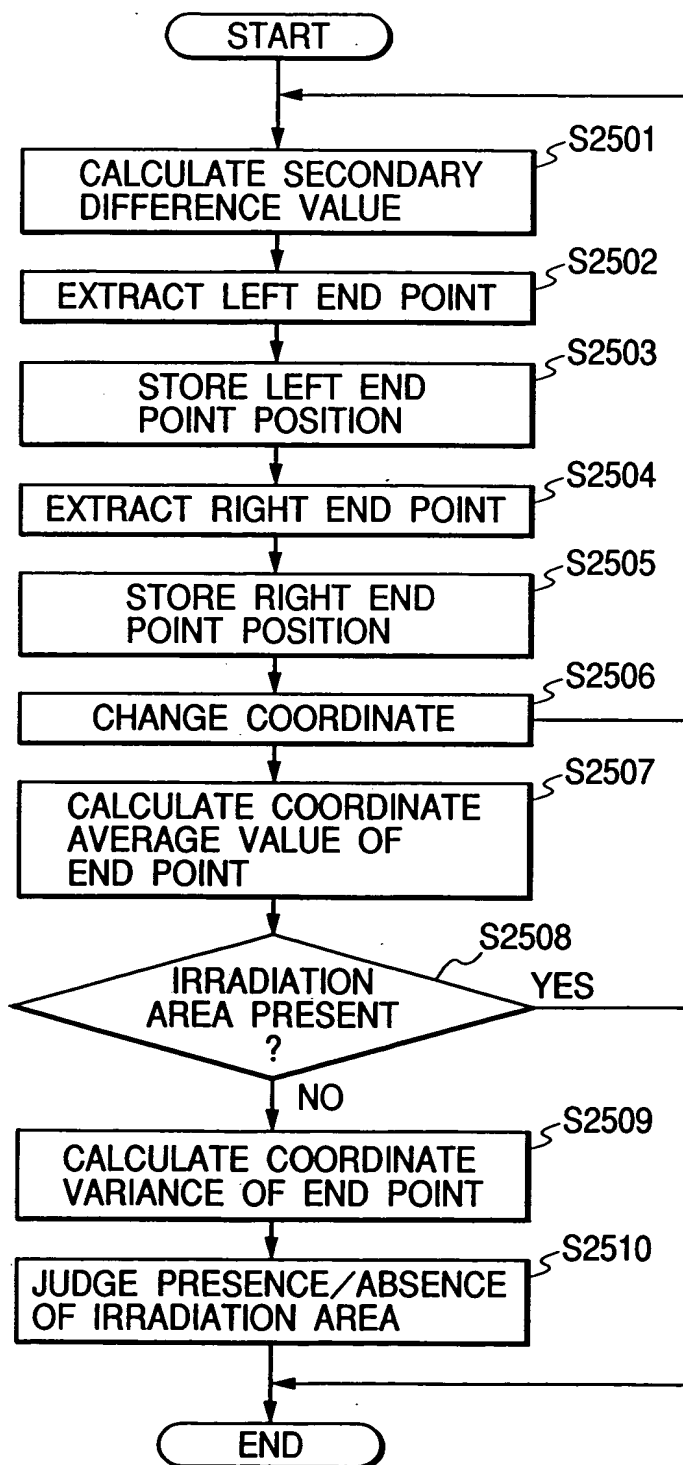 START
S2501
CALCULATE SECONDARY
DIFFERENCE VALUE
S2502
EXTRACT LEFT END POINT
S2503
STORE LEFT END
POINT POSITION
S2504
EXTRACT RIGHT END POINT
S2505
STORE RIGHT END
POINT POSITION
S2506
CHANGE COORDINATE
S2507
CALCULATE COORDINATE
AVERAGE VALUE OF
END POINT
S2508
IRRADIATION
AREA PRESENT
?
YES
NO
S2509
CALCULATE COORDINATE
VARIANCE OF END POINT
S2510
JUDGE PRESENCE/ABSENCE
OF IRRADIATION AREA
END